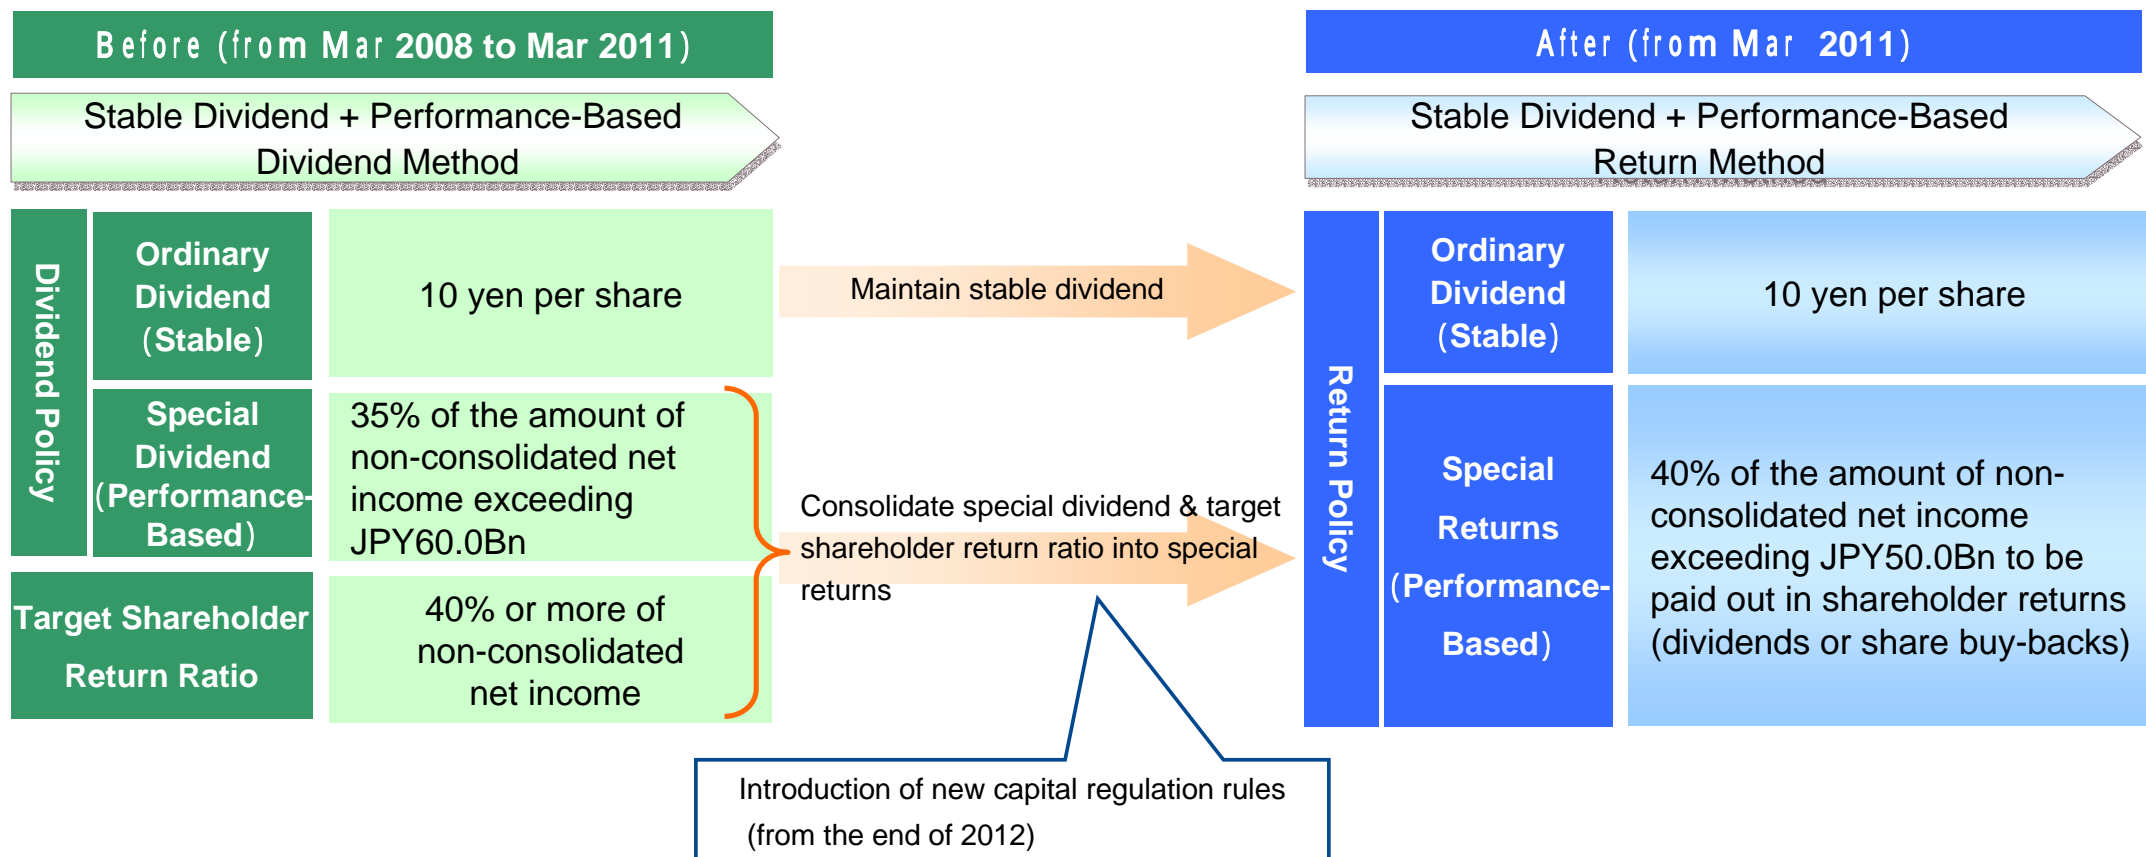 Before (from Mar 2008 to Mar 2011)
Stable Dividend + Performance-Based
Dividend Method
Dividend Policy
Ordinary
Dividend
(Stable)
10 yen per share
Special
Dividend
(Performance-
Based)
35% of the amount of
non-consolidated net
income exceeding
JPY60.0Bn
Target Shareholder
Return Ratio
40% or more of
non-consolidated
net income
Maintain stable dividend
Consolidate special dividend & target
shareholder return ratio into special
returns
Introduction of new capital regulation rules
(from the end of 2012)
After (from Mar 2011)
Stable Dividend + Performance-Based
Return Method
Return Policy
Ordinary
Dividend
(Stable)
10 yen per share
Special
Returns
(Performance-
Based)
40% of the amount of non-
consolidated net income
exceeding JPY50.0Bn to be
paid out in shareholder returns
(dividends or share buy-backs)